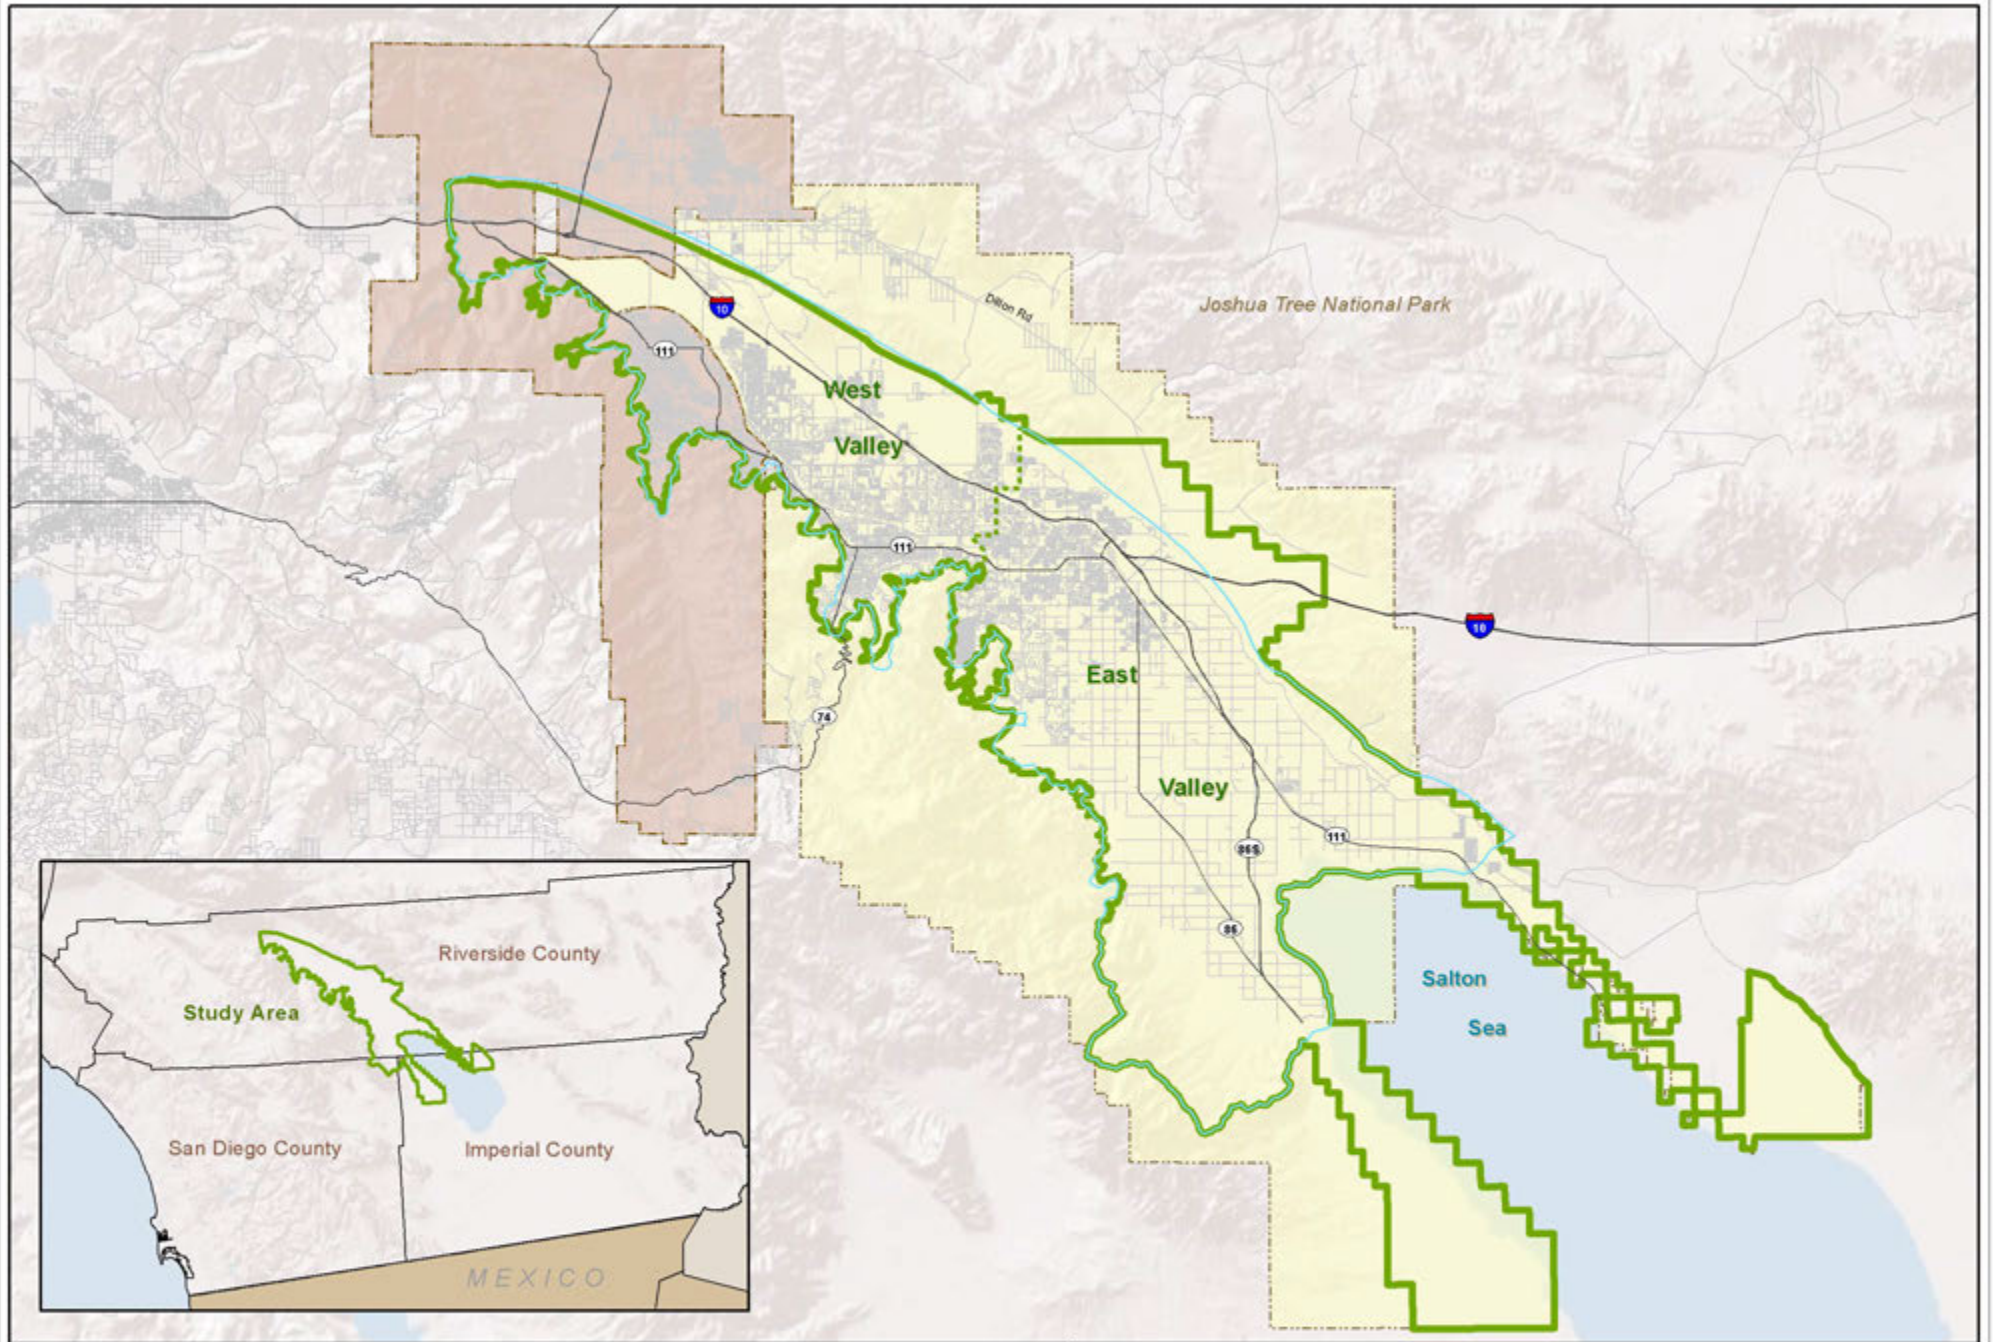 Joshua Tree National Park
Dillon Rd
10
111
West
Valley
111
10
East
74
Valley
111
86S
86
Salton
Sea
Riverside County
Study Area
San Diego County
Imperial County
MEXICO